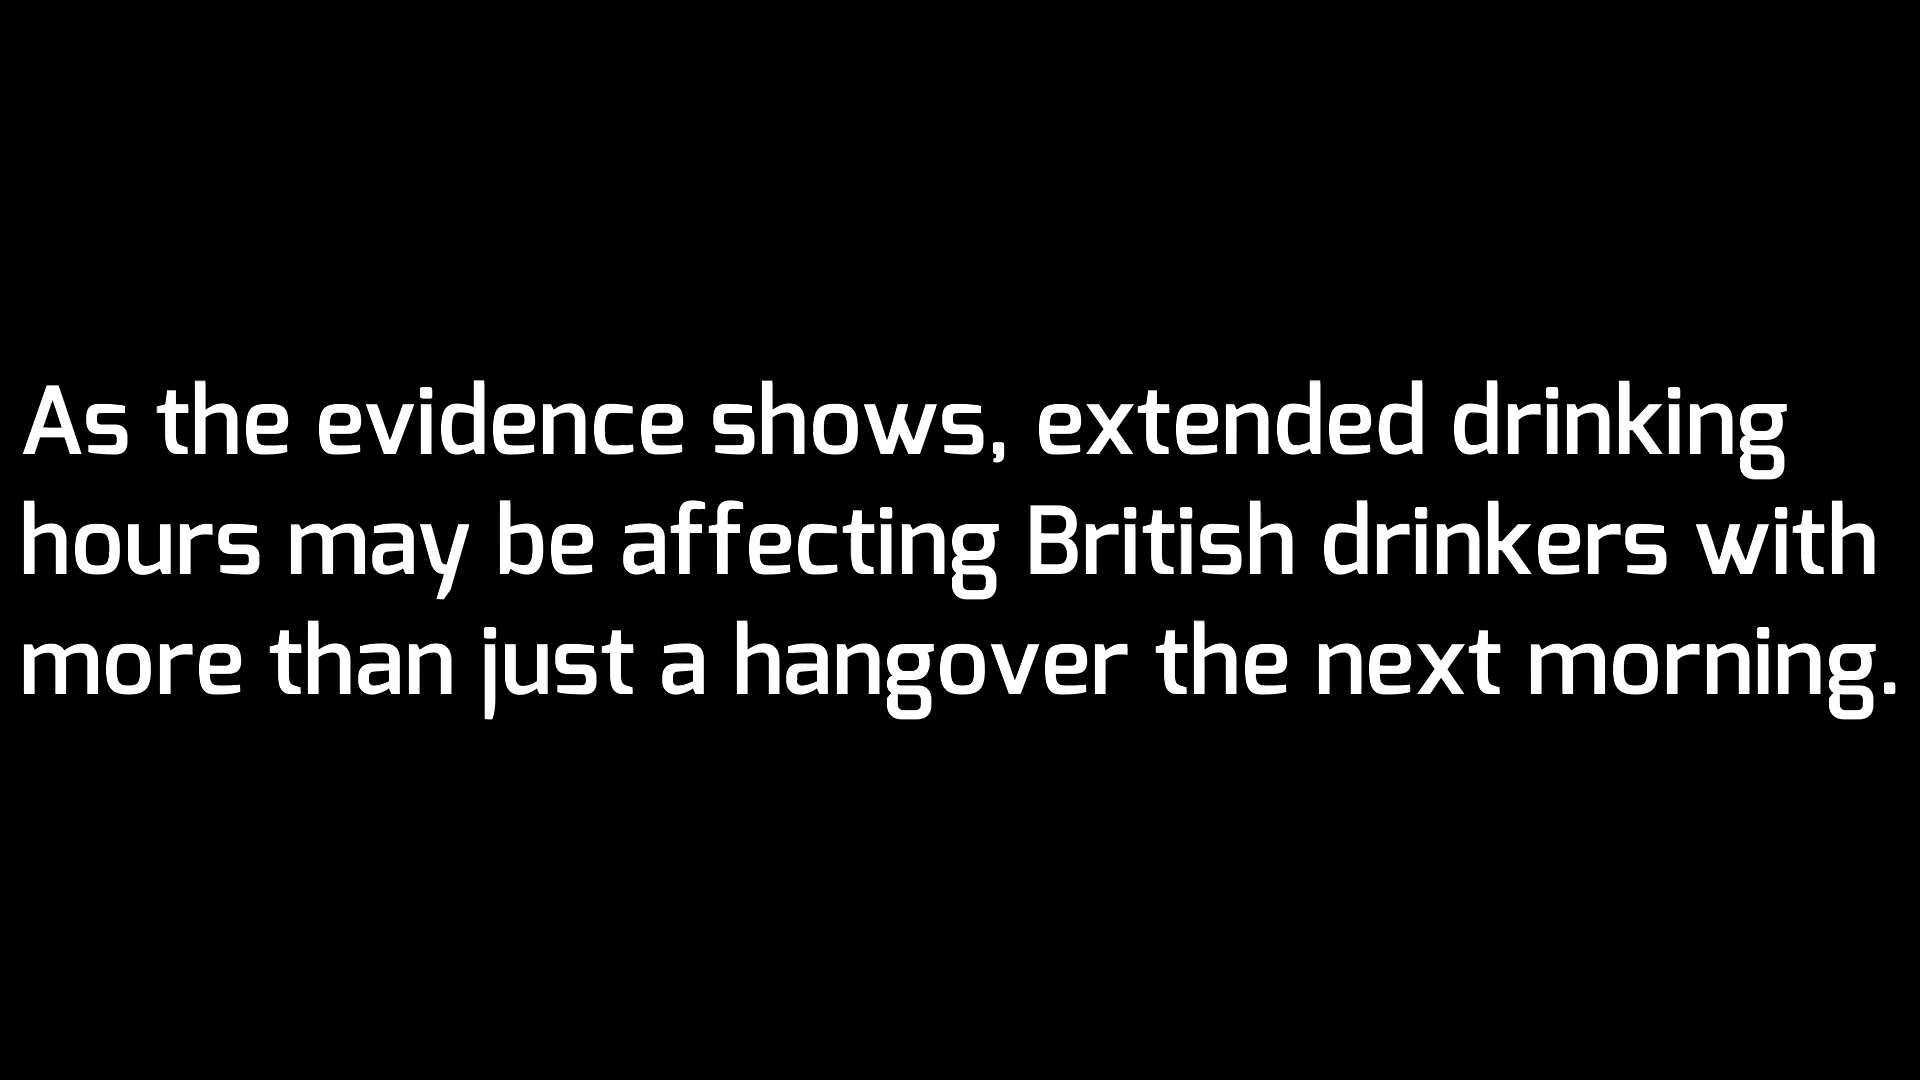 As the evidence shows, extended drinking
hours may be affecting British drinkers with
more than just a hangover the next morning.